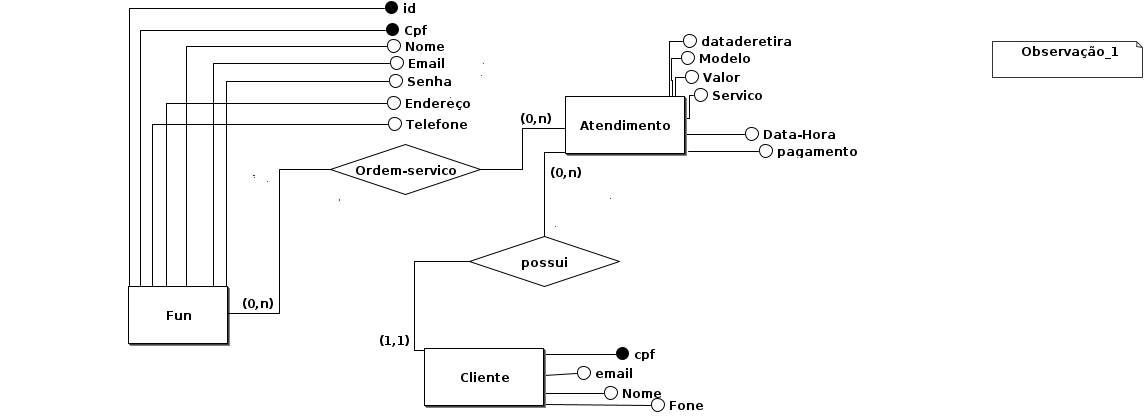 id
Cpf
Nome
Email
Senha
Endereço
Telefone
dataderetira
Modelo
Valor
Servico
Data-Hora
pagamento
Observação_1
Atendimento
(0,n)
Ordem-servico
(0,n)
possui
(0,n)
Fun
(1,1)
Cliente
cpf
email
Nome
Fone